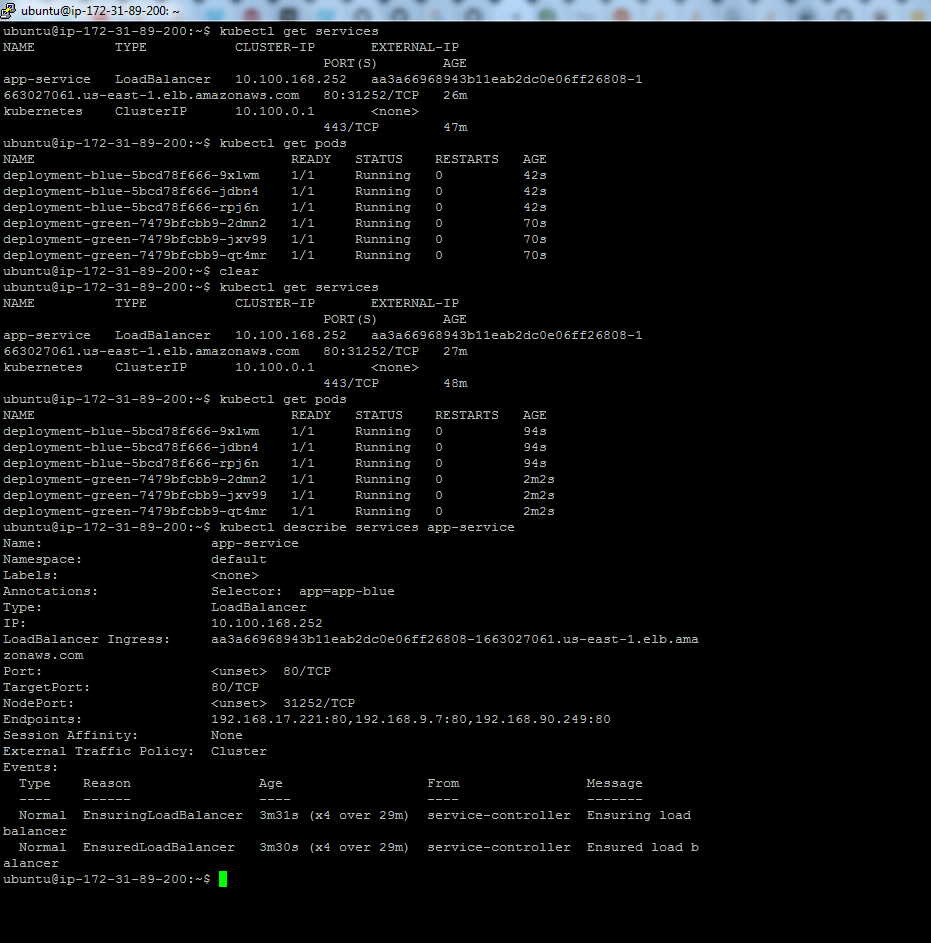 ubuntu@ip-172-31-89-200: ~
ubuntu@ip-172-31-89-200:~$ kubectl get services
NAME          TYPE           CLUSTER-IP       EXTERNAL-IP
                                        PORT(S)        AGE
app-service   LoadBalancer   10.100.168.252   aa3a66968943b11eab2dc0e06ff26808-1
663027061.us-east-1.elb.amazonaws.com   80:31252/TCP   26m
kubernetes    ClusterIP      10.100.0.1       <none>
                                        443/TCP        47m
ubuntu@ip-172-31-89-200:~$ kubectl get pods
NAME                                READY   STATUS    RESTARTS   AGE
deployment-blue-5bcd78f666-9xlwm    1/1     Running   0          42s
deployment-blue-5bcd78f666-jdbn4    1/1     Running   0          42s
deployment-blue-5bcd78f666-rpj6n    1/1     Running   0          42s
deployment-green-7479bfcbb9-2dmn2   1/1     Running   0          70s
deployment-green-7479bfcbb9-jxv99   1/1     Running   0          70s
deployment-green-7479bfcbb9-qt4mr   1/1     Running   0          70s
ubuntu@ip-172-31-89-200:~$ clear
ubuntu@ip-172-31-89-200:~$ kubectl get services
NAME          TYPE           CLUSTER-IP       EXTERNAL-IP
                                        PORT(S)        AGE
app-service   LoadBalancer   10.100.168.252   aa3a66968943b11eab2dc0e06ff26808-1
663027061.us-east-1.elb.amazonaws.com   80:31252/TCP   27m
kubernetes    ClusterIP      10.100.0.1       <none>
                                        443/TCP        48m
ubuntu@ip-172-31-89-200:~$ kubectl get pods
NAME                                READY   STATUS    RESTARTS   AGE
deployment-blue-5bcd78f666-9xlwm    1/1     Running   0          94s
deployment-blue-5bcd78f666-jdbn4    1/1     Running   0          94s
deployment-blue-5bcd78f666-rpj6n    1/1     Running   0          94s
deployment-green-7479bfcbb9-2dmn2   1/1     Running   0          2m2s
deployment-green-7479bfcbb9-jxv99   1/1     Running   0          2m2s
deployment-green-7479bfcbb9-qt4mr   1/1     Running   0          2m2s
ubuntu@ip-172-31-89-200:~$ kubectl describe services app-service
Name:                     app-service
Namespace:                default
Labels:                   <none>
Annotations:              Selector:  app=app-blue
Type:                     LoadBalancer
IP:                       10.100.168.252
LoadBalancer Ingress:     aa3a66968943b11eab2dc0e06ff26808-1663027061.us-east-1.elb.ama
zonaws.com
Port:                     <unset>  80/TCP
TargetPort:               80/TCP
NodePort:                 <unset>  31252/TCP
Endpoints:                192.168.17.221:80,192.168.9.7:80,192.168.90.249:80
Session Affinity:         None
External Traffic Policy:  Cluster
Events:
  Type    Reason                Age                  From                Message
  ----    ------                ----                 ----                -------
  Normal  EnsuringLoadBalancer  3m31s (x4 over 29m)  service-controller  Ensuring load
balancer
  Normal  EnsuredLoadBalancer   3m30s (x4 over 29m)  service-controller  Ensured load b
alancer
ubuntu@ip-172-31-89-200:~$